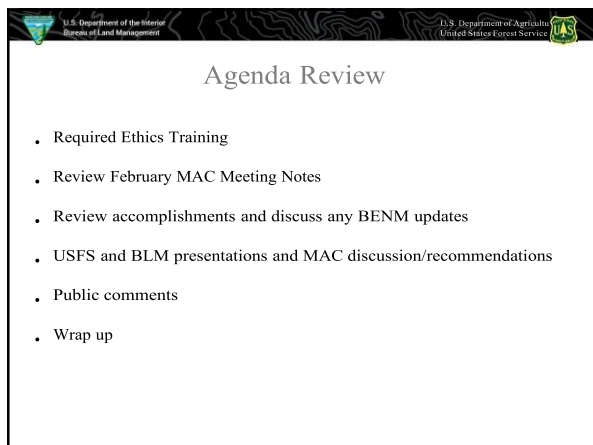 U.S. Department of the Interior
Bureau of Land Management
U.S. Department of Agricultu
United States Forest Service
UAS
Agenda Review
• Required Ethics Training
• Review February MAC Meeting Notes
• Review accomplishments and discuss any BENM updates
• USFS and BLM presentations and MAC discussion/recommendations
• Public comments
• Wrap up